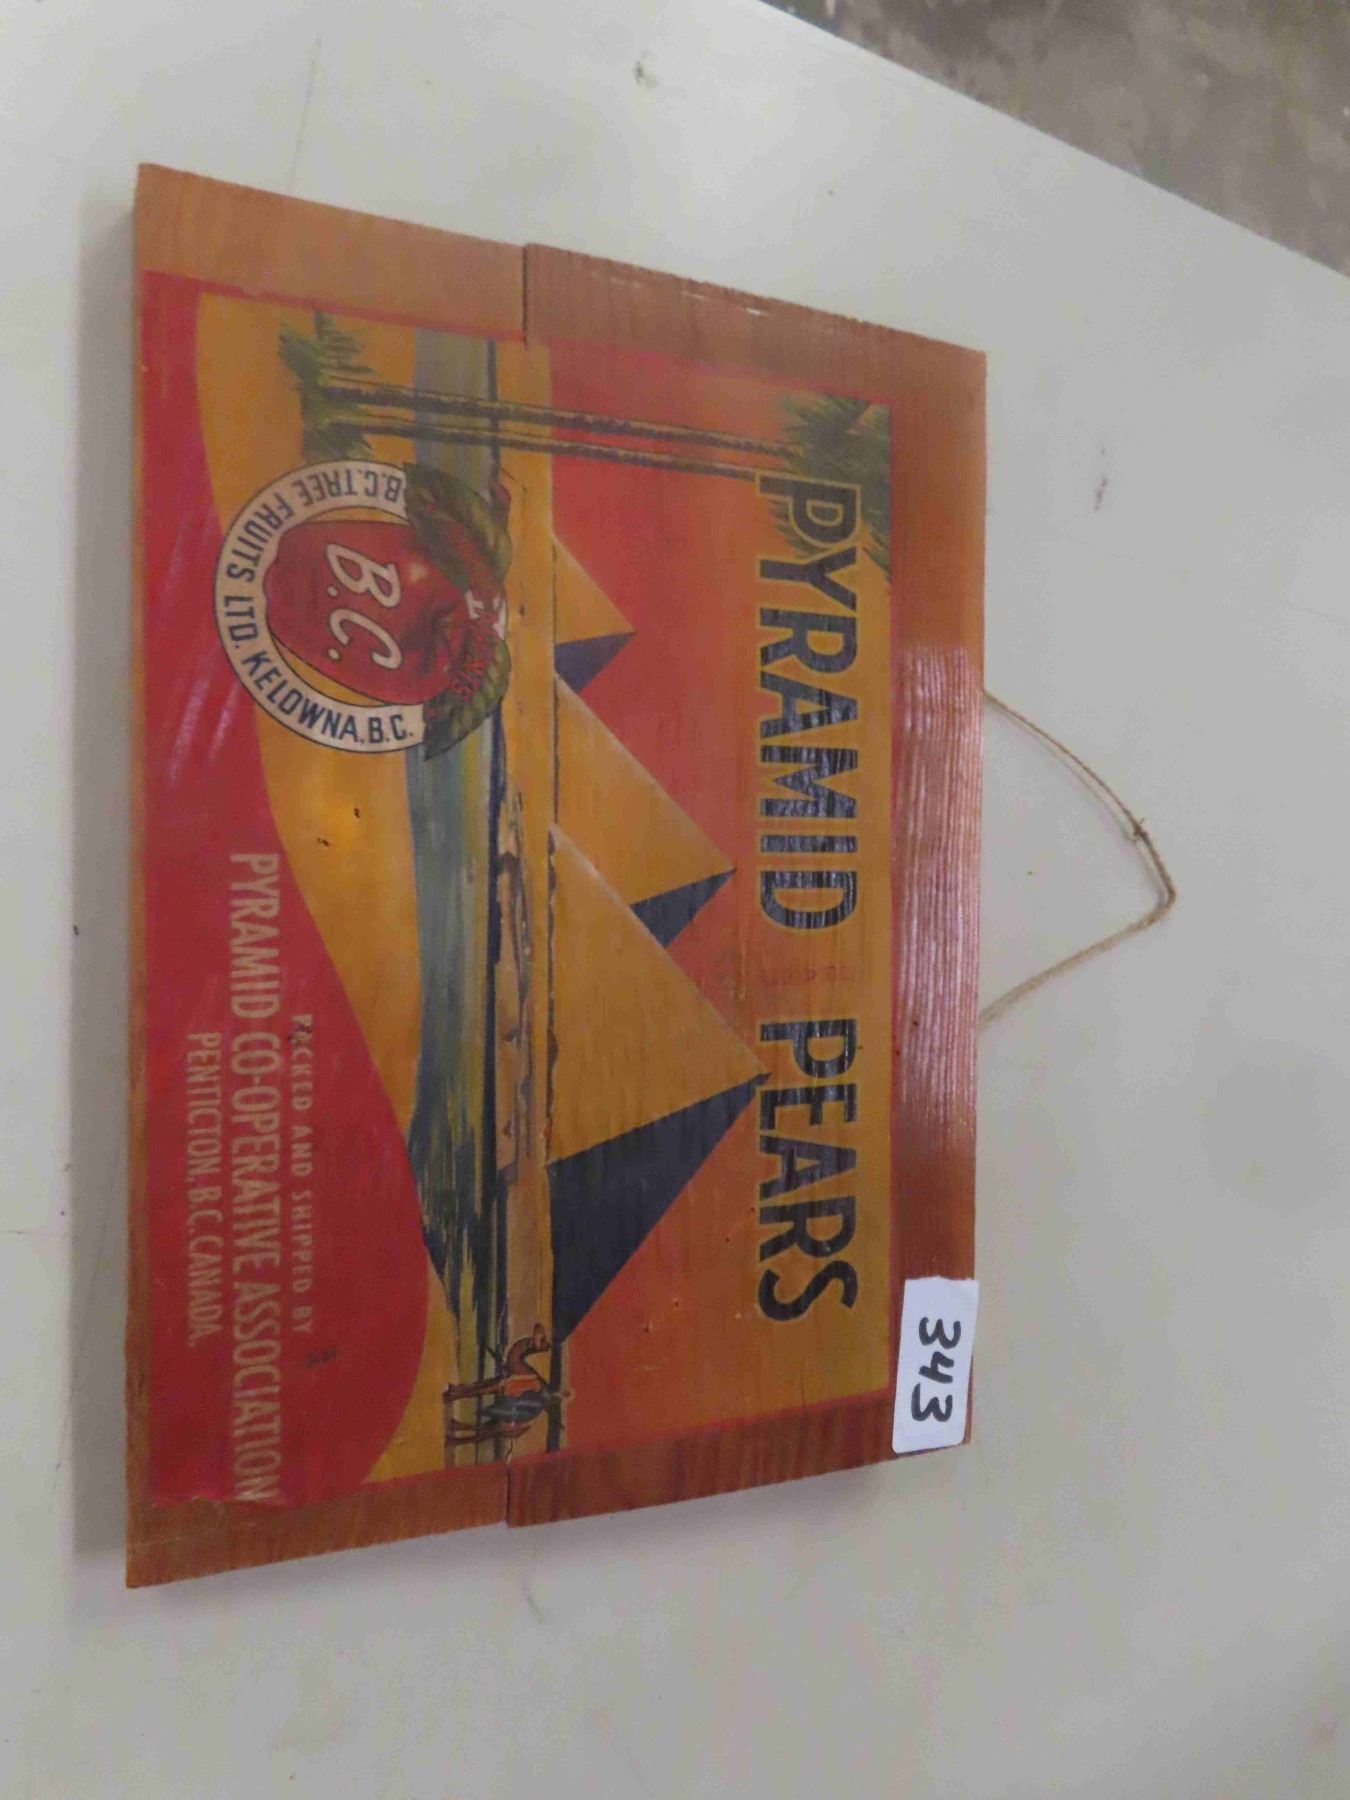 PYRAMID PEARS
B.C. TREE FRUITS LTD. KELOWNA, B.C.
B.C.
PACKED AND SHIPPED BY
PYRAMID CO-OPERATIVE ASSOCIATION
PENTICTON, B.C. CANADA.
343